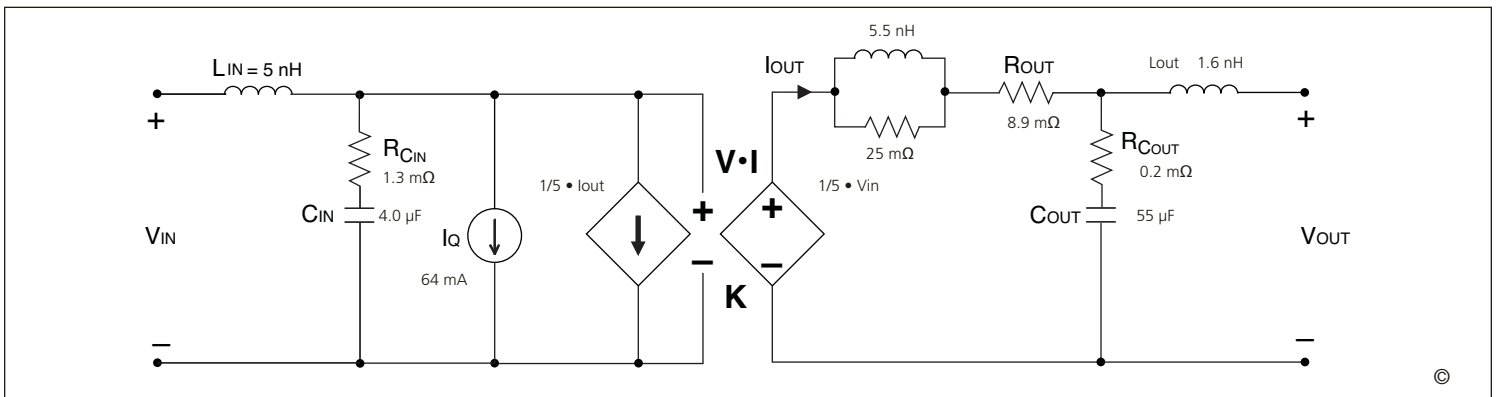 LIN = 5 nH
+
–
VIN
RCIN
1.3 mΩ
CIN
4.0 µF
IQ
64 mA
1/5 • Iout
+
–
V•I
K
+
–
1/5 • Vin
IOUT
5.5 nH
25 mΩ
ROUT
8.9 mΩ
RCOUT
0.2 mΩ
COUT
55 µF
Lout 1.6 nH
+
–
VOUT
©